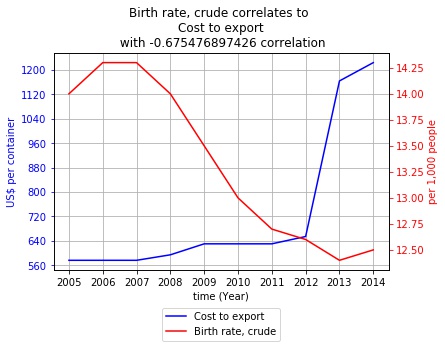 Birth rate, crude correlates to
Cost to export
with -0.675476897426 correlation
US$ per container
1200
1120
1040
960
880
800
720
640
560
per 1,000 people
14.25
14.00
13.75
13.50
13.25
13.00
12.75
12.50
2005 2006 2007 2008 2009 2010 2011 2012 2013 2014
time (Year)
Cost to export
Birth rate, crude